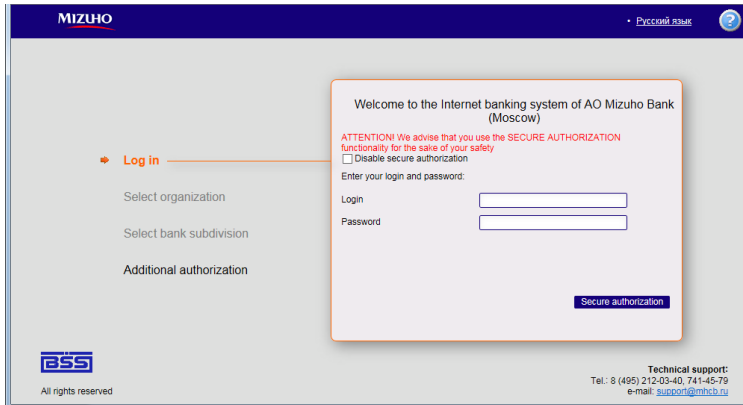 MIZUHO
• Русский язык
?
Welcome to the Internet banking system of AO Mizuho Bank
(Moscow)
ATTENTION! We advise that you use the SECURE AUTHORIZATION
functionality for the sake of your safety
Disable secure authorization
Enter your login and password:
Login
Password
Secure authorization
Log in
Select organization
Select bank subdivision
Additional authorization
BSS
All rights reserved
Technical support:
Tel.: 8 (495) 212-03-40, 741-45-79
e-mail: support@mhcb.ru